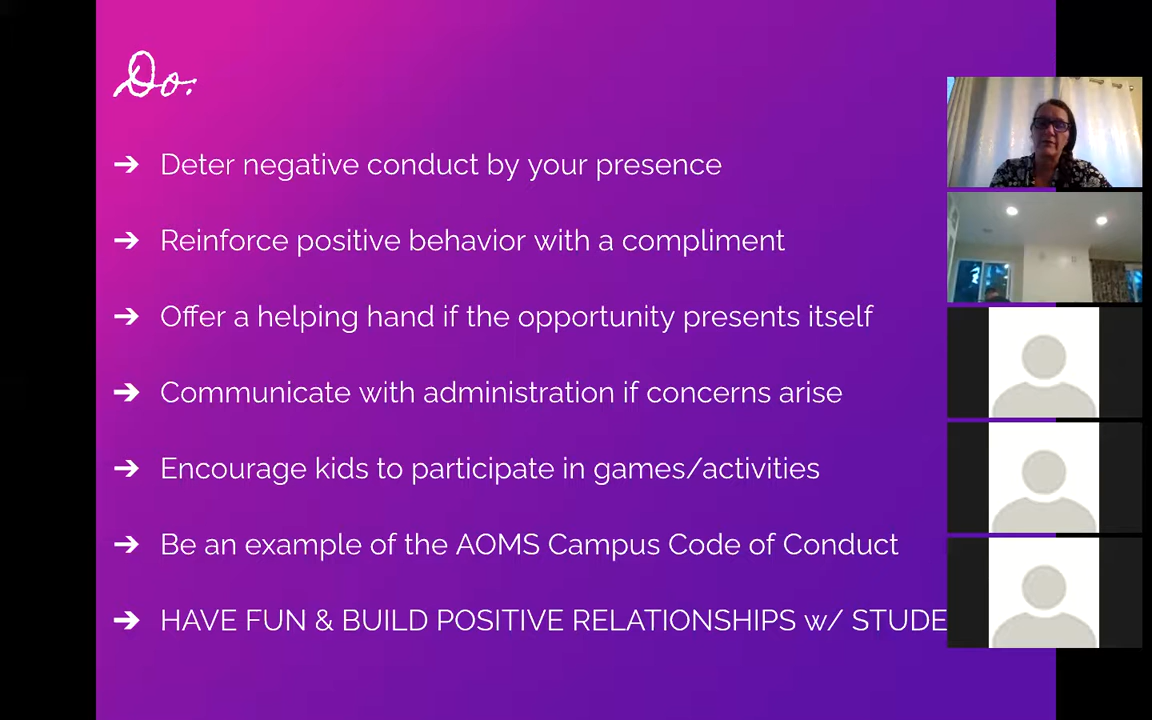 Do:
➔ Deter negative conduct by your presence
➔ Reinforce positive behavior with a compliment
➔ Offer a helping hand if the opportunity presents itself
➔ Communicate with administration if concerns arise
➔ Encourage kids to participate in games/activities
➔ Be an example of the AOMS Campus Code of Conduct
➔ HAVE FUN & BUILD POSITIVE RELATIONSHIPS w/ STUDE